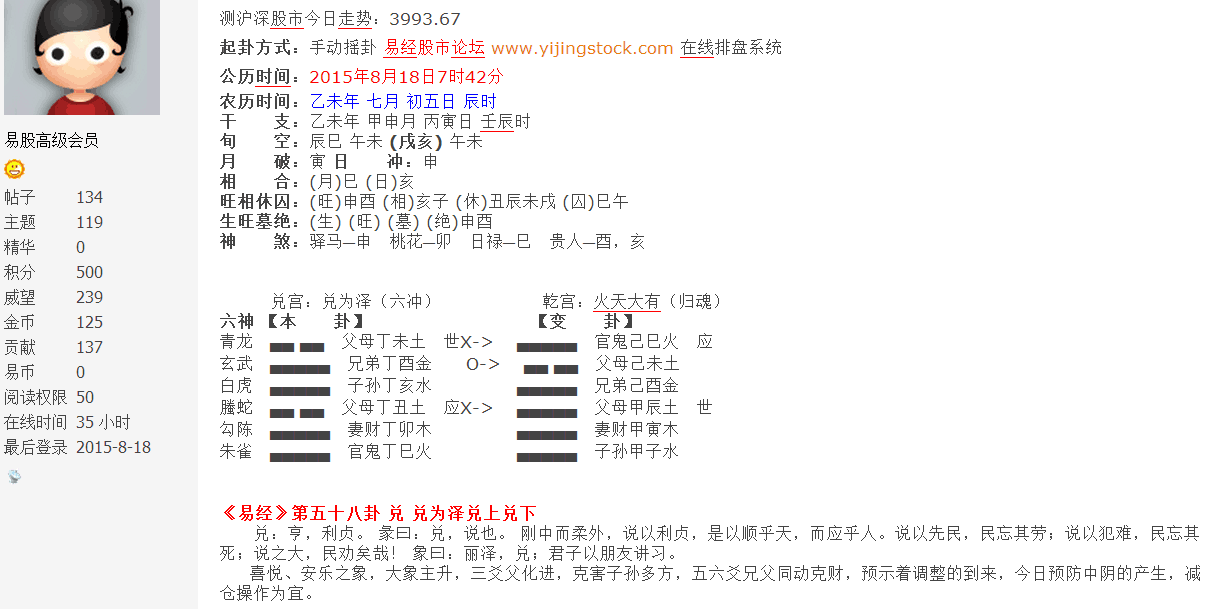 测沪深股市今日走势：3993.67
起卦方式：手动摇卦 易经股市论坛 www.yijingstock.com 在线排盘系统
公历时间：2015年8月18日7时42分
农历时间：乙未年 七月 初五日 辰时
干　　支：乙未年 甲申月 丙寅日 壬辰时
旬　　空：辰巳 午未 (戌亥) 午未
月　　破：寅 日　　冲：申
相　　合：(月)巳 (日)亥
旺相休囚：(旺)申酉 (相)亥子 (休)丑辰未戌 (囚)巳午
生旺墓绝：(生) (旺) (墓) (绝)申酉
神　　煞：驿马—申　桃花—卯　日禄—巳　贵人—酉，亥
兑宫：兑为泽（六冲）　　　　　　乾宫：火天大有（归魂）
六神 【本　　卦】　　　　　　　　　【变　　卦】
青龙　父母丁未土　世X->　官鬼己巳火　应
玄武　兄弟丁酉金　　O->　父母己未土
白虎　子孙丁亥水　兄弟己酉金
螣蛇　父母丁丑土　应X->　父母甲辰土　世
勾陈　妻财丁卯木　妻财甲寅木
朱雀　官鬼丁巳火　子孙甲子水
《易经》第五十八卦 兑 兑为泽兑上兑下
兑：亨，利贞。 彖曰：兑，说也。 刚中而柔外，说以利贞，是以顺乎天，而应乎人。说以先民，民忘其劳；说以犯难，民忘其
死；说之大，民劝矣哉！ 象曰：丽泽，兑；君子以朋友讲习。
喜悦、安乐之象，大象主升，三爻父化进，克害子孙多方，五六爻兄父同动克财，预示着调整的到来，今日预防中阴的产生，减
仓操作为宜。
易股高级会员
帖子 134
主题 119
精华 0
积分 500
威望 239
金币 125
贡献 137
易币 0
阅读权限 50
在线时间 35 小时
最后登录 2015-8-18